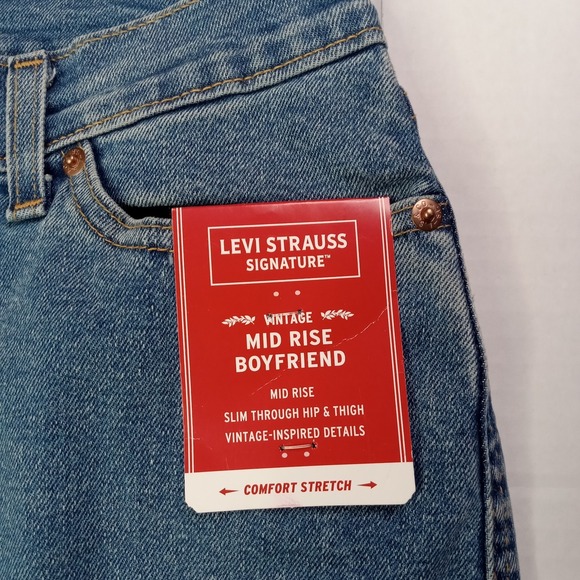 LEVI STRAUSS
SIGNATURE™
VINTAGE
MID RISE
BOYFRIEND
MID RISE
SLIM THROUGH HIP & THIGH
VINTAGE-INSPIRED DETAILS
COMFORT STRETCH